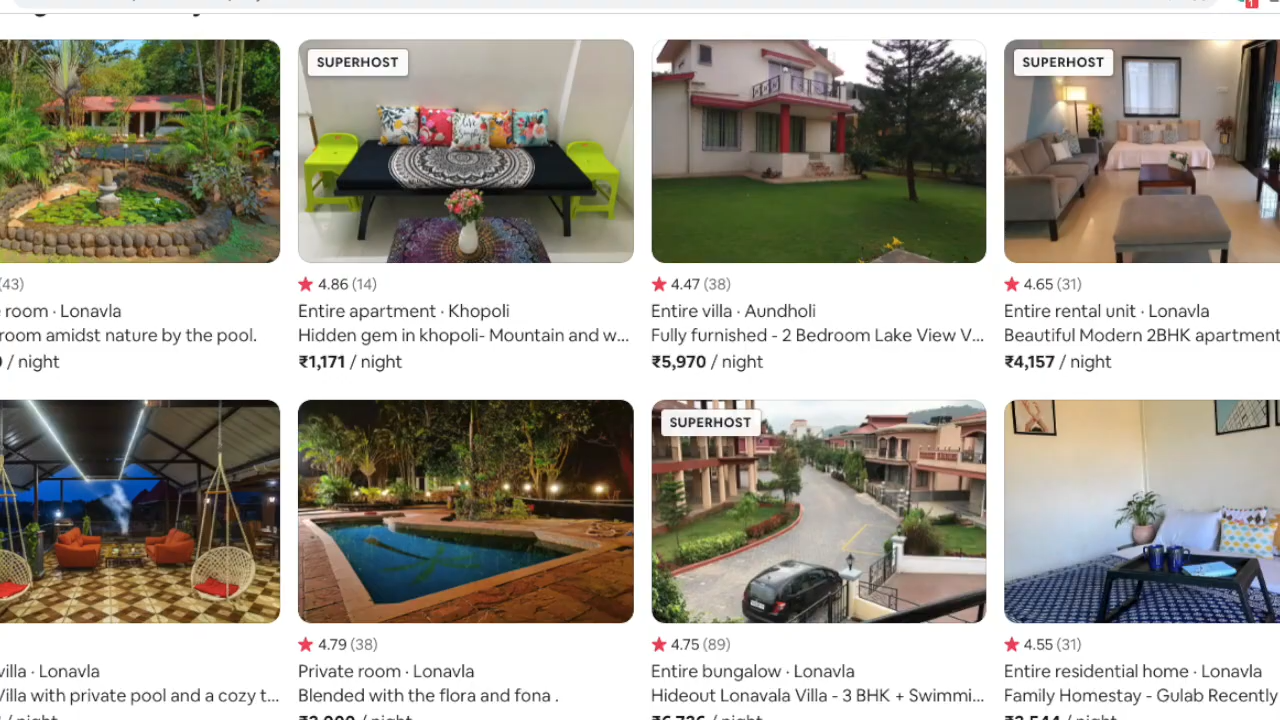 SUPERHOST
SUPERHOST
(43)
★ 4.86 (14)
★ 4.47 (38)
★ 4.65 (31)
room · Lonavla
Entire apartment · Khopoli
Entire villa · Aundholi
Entire rental unit · Lonavla
room amidst nature by the pool.
Hidden gem in khopoli- Mountain and w...
Fully furnished - 2 Bedroom Lake View V...
Beautiful Modern 2BHK apartment
/ night
₹1,171 / night
₹5,970 / night
₹4,157 / night
SUPERHOST
★ 4.79 (38)
★ 4.75 (89)
★ 4.55 (31)
villa · Lonavla
Private room · Lonavla
Entire bungalow · Lonavla
Entire residential home · Lonavla
Villa with private pool and a cozy t...
Blended with the flora and fona .
Hideout Lonavala Villa - 3 BHK + Swimmi...
Family Homestay - Gulab Recently
/ night
/ night
/ night
/ night